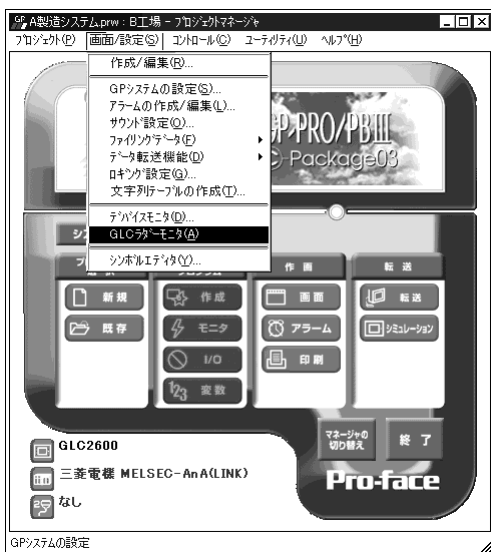 A製造システム.prw : B工場 - プロジェクトマネージャ
プロジェクト(P) 画面/設定(S) コントロール(C) ユーティリティ(U) ヘルプ(H)
作成/編集(R)...
GPシステムの設定(S)...
アラームの作成/編集(L)...
サウンド設定(O)...
ファイリングデータ(F)
データ転送機能(D)
ロギング設定(G)...
文字列テーブルの作成(T)...
デバイスモニタ(D)...
GLCラダーモニタ(A)
シンボルエディタ(Y)...
GP-PRO/PBIII
C-Package03
作画 転送
新規 作成 画面 転送
既存 モニタ アラーム シミュレーション
I/O 印刷
123 変数
マネージャの
切り替え
終了
GLC2600
三菱電機 MELSEC-AnA(LINK)
なし
Pro-face
GPシステムの設定